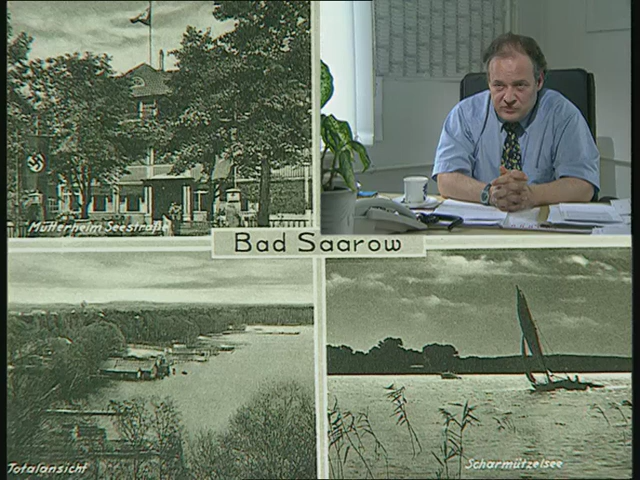 Mütterheim Seestraße
Bad Saarow
Totalansicht
Scharmützelsee